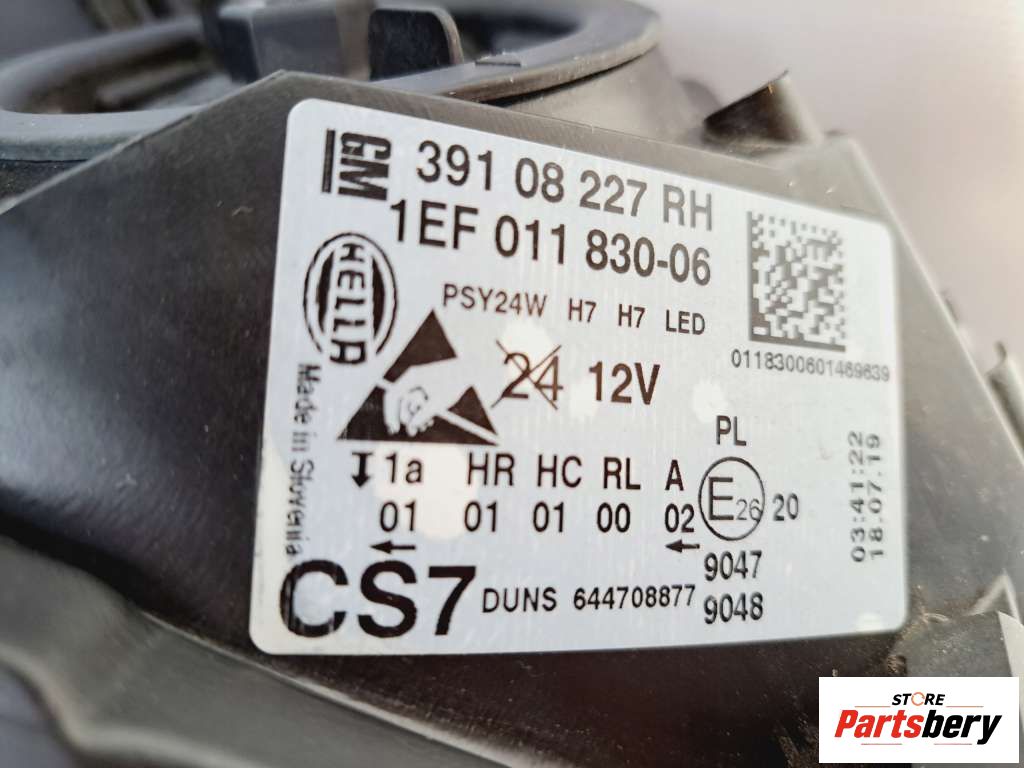 GM
391 08 227 RH
1EF 011 830-06
HELLA
PSY24W H7 H7 LED
24 12V
0118300601469639
Made in Slovenia
PL
1a HR HC RL A
E26 20
01 01 01 00 02
03:41:22
18.07.19
CS7
DUNS 644708877
9047
9048
STORE
Partsbery